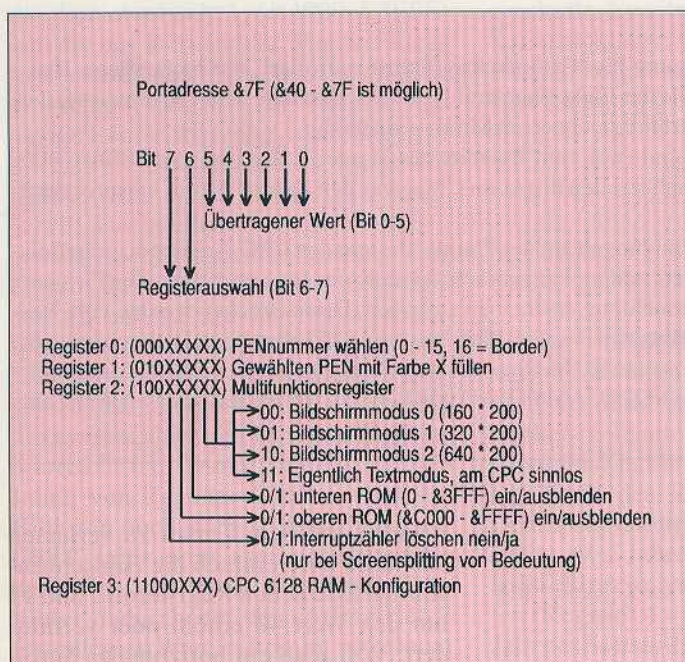 Portadresse &7F (&40 - &7F ist möglich)
Bit 7 6 5 4 3 2 1 0
Übertragener Wert (Bit 0-5)
Registerauswahl (Bit 6-7)
Register 0: (000XXXXX) PENnummer wählen (0 - 15, 16 = Border)
Register 1: (010XXXXX) Gewählten PEN mit Farbe X füllen
Register 2: (100XXXXX) Multifunktionsregister
00: Bildschirmmodus 0 (160 * 200)
01: Bildschirmmodus 1 (320 * 200)
10: Bildschirmmodus 2 (640 * 200)
11: Eigentlich Textmodus, am CPC sinnlos
0/1: unteren ROM (0 - &3FFF) ein/ausblenden
0/1: oberen ROM (&C000 - &FFFF) ein/ausblenden
0/1:Interruptzähler löschen nein/ja
(nur bei Screensplitting von Bedeutung)
Register 3: (11000XXX) CPC 6128 RAM - Konfiguration